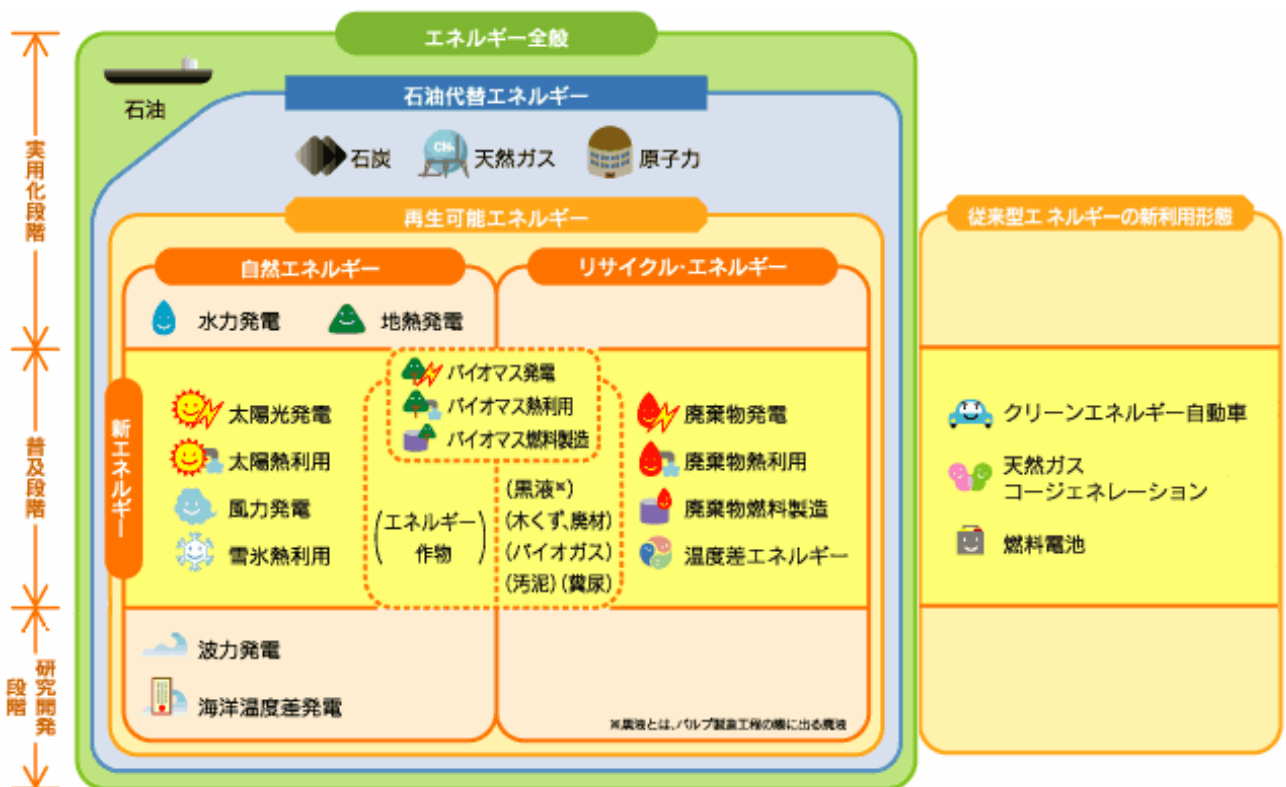 エネルギー全般
石油
石油代替エネルギー
石炭
CH₄
天然ガス
原子力
実用化段階
再生可能エネルギー
従来型エネルギーの新利用形態
自然エネルギー
リサイクル・エネルギー
水力発電
地熱発電
普及段階
新エネルギー
太陽光発電
太陽熱利用
風力発電
雪氷熱利用
バイオマス発電
バイオマス熱利用
バイオマス燃料製造
(エネルギー
作物)
(黒液※)
(木くず、廃材)
(バイオガス)
(汚泥)(糞尿)
廃棄物発電
廃棄物熱利用
廃棄物燃料製造
温度差エネルギー
クリーンエネルギー自動車
天然ガス
コージェネレーション
燃料電池
研究開発
段階
波力発電
海洋温度差発電
※黒液とは、パルプ製造工程の際に出る廃液